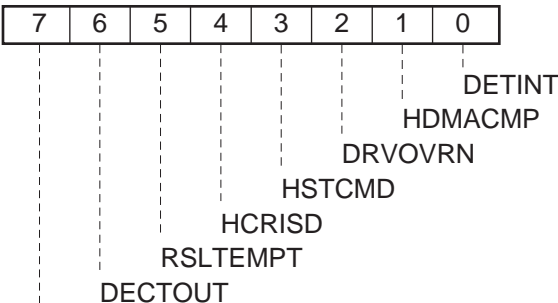 7 6 5 4 3 2 1 0
DETINT
HDMACMP
DRVOVRN
HSTCMD
HCRISD
RSLTEMPT
DECTOUT